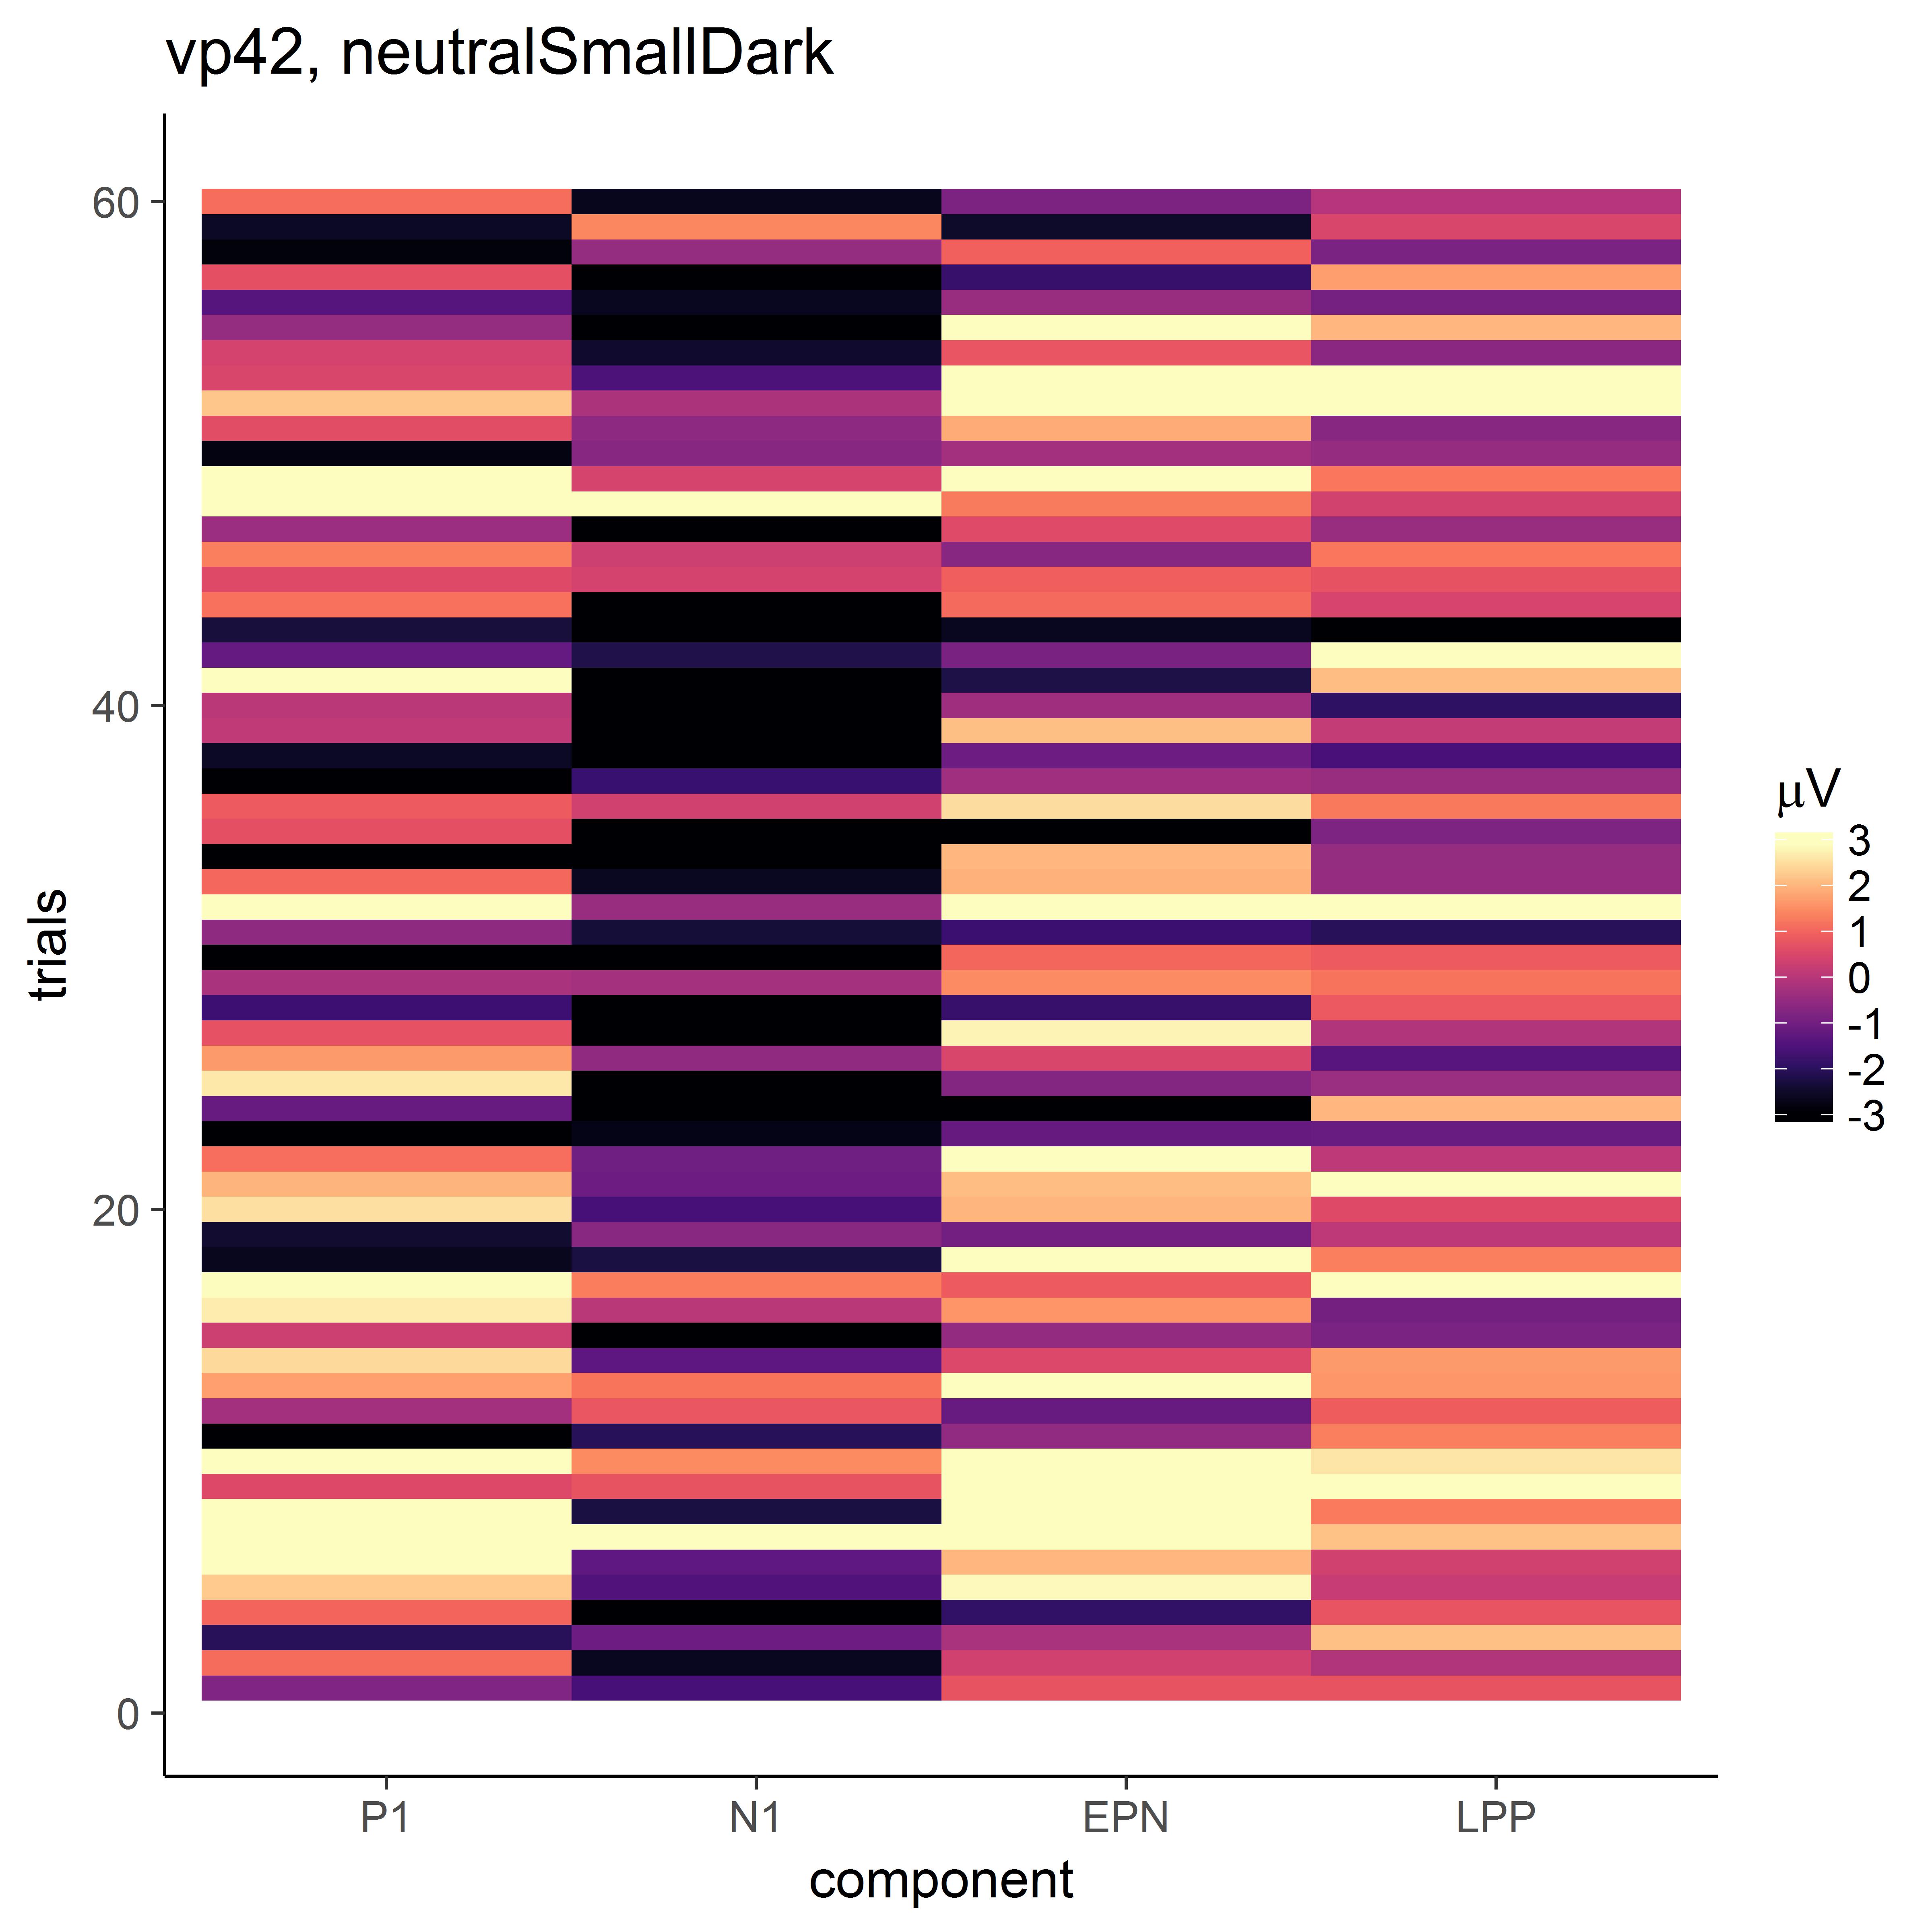 vp42, neutralSmallDark
60
40
20
0
trials
P1 N1 EPN LPP
component
μV
3
2
1
0
-1
-2
-3